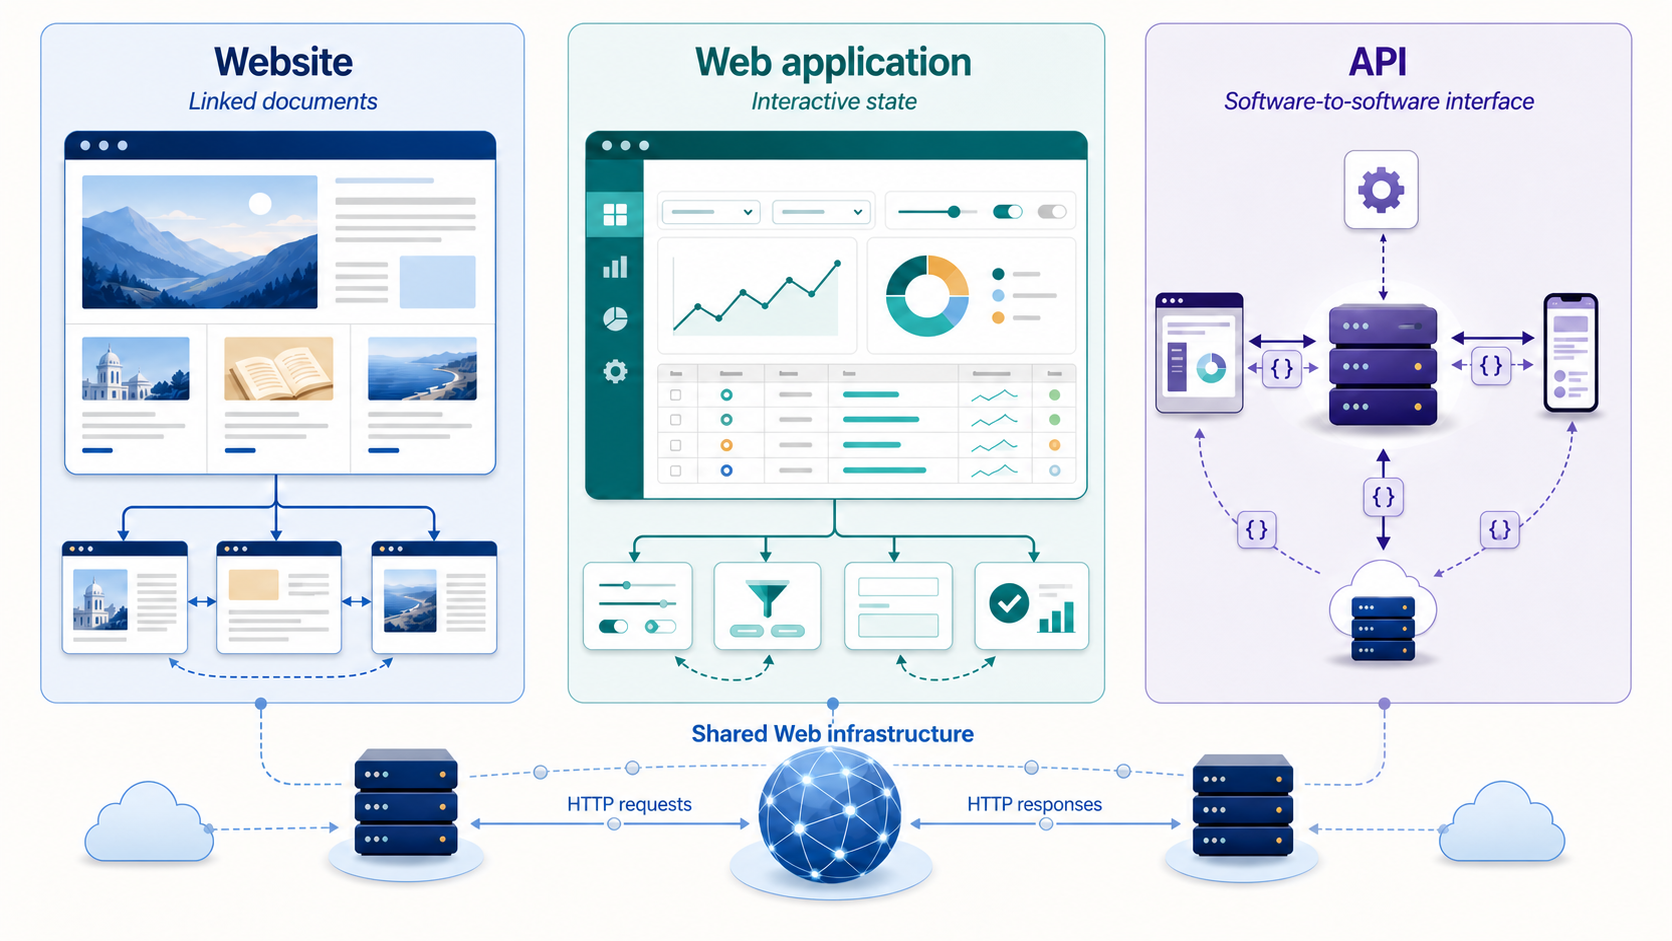 Website
Linked documents
Web application
Interactive state
API
Software-to-software interface
{ }
{ }
{ }
{ }
{ }
Shared Web infrastructure
HTTP requests
HTTP responses